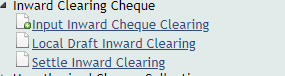 Inward Clearing Cheque
Input Inward Cheque Clearing
Local Draft Inward Clearing
Settle Inward Clearing